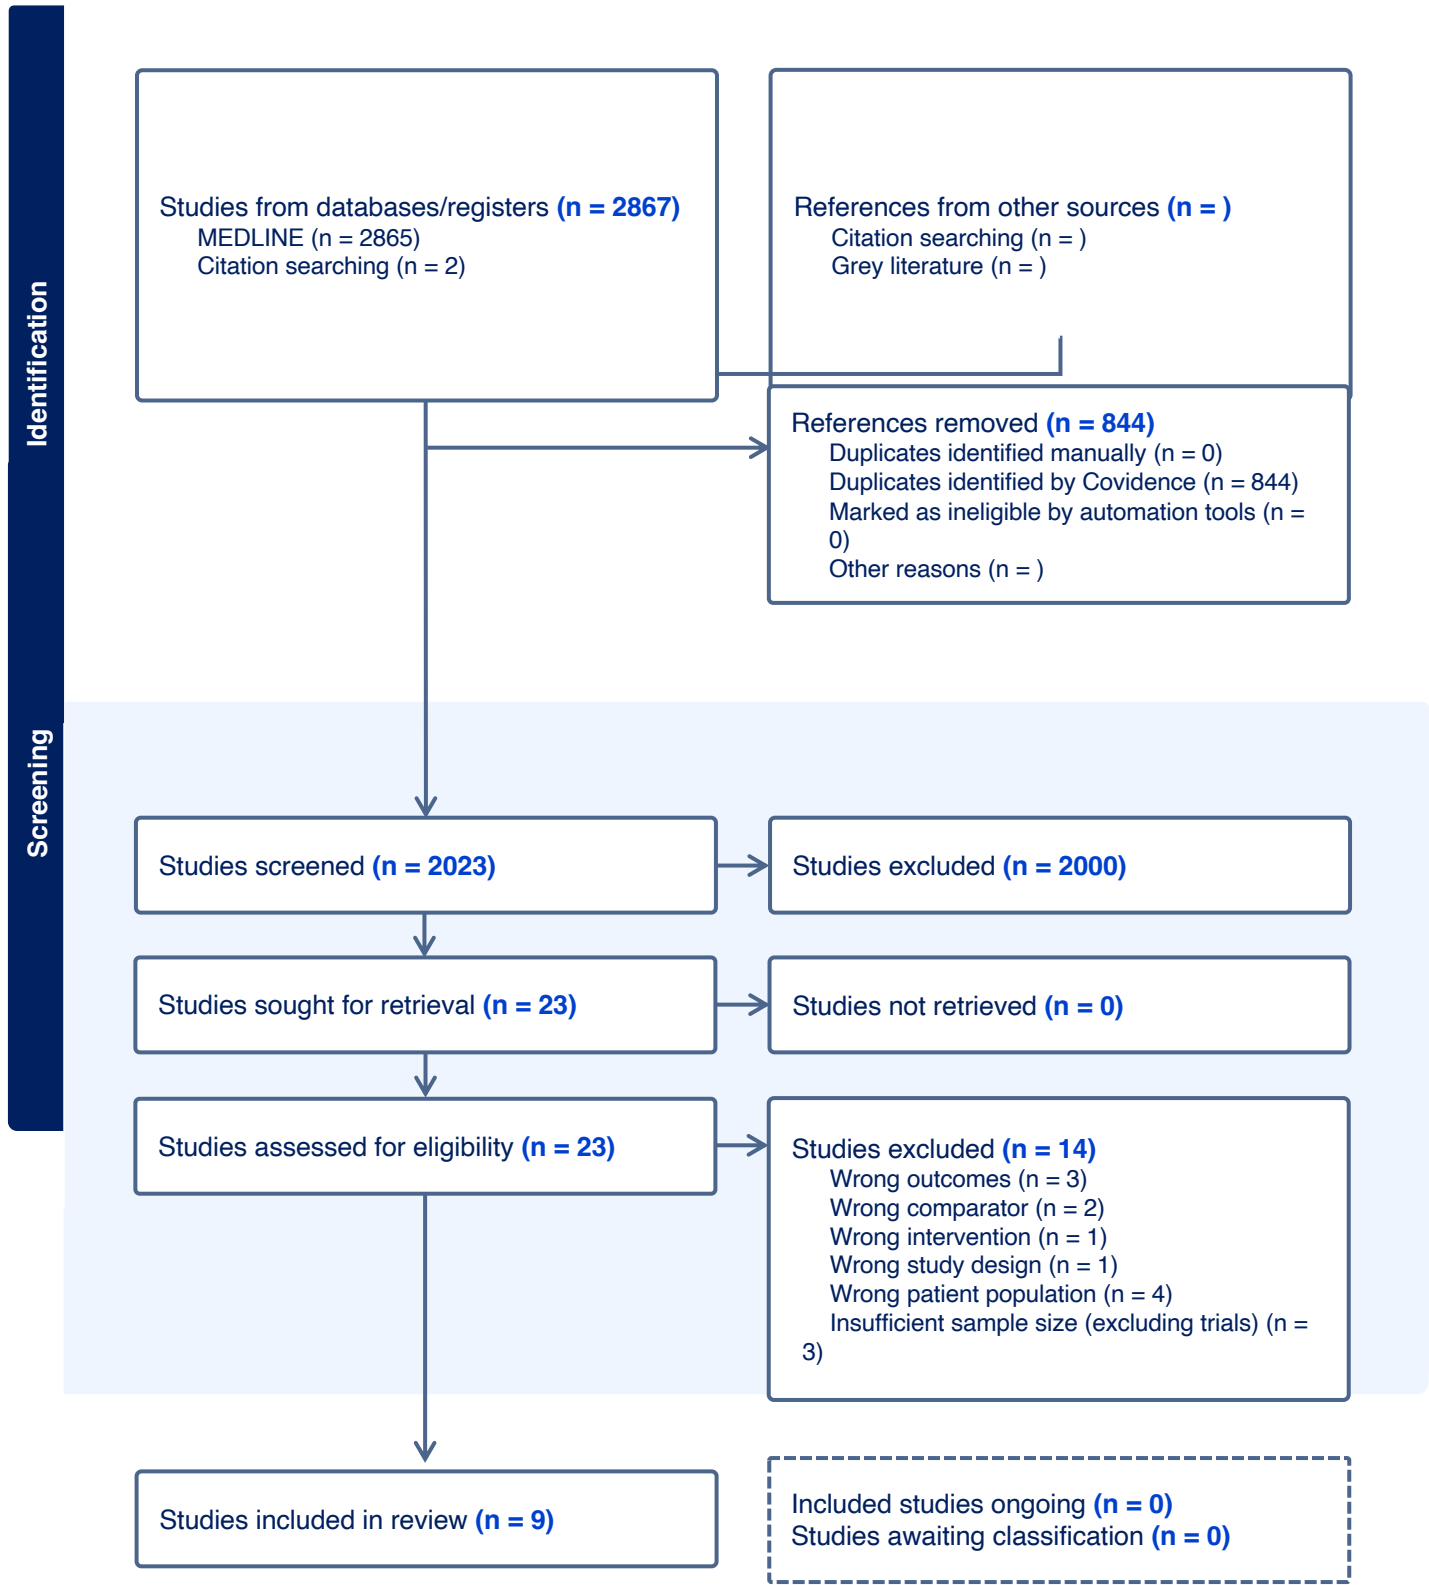 Identification
Studies from databases/registers (n = 2867)
MEDLINE (n = 2865)
Citation searching (n = 2)
References from other sources (n = )
Citation searching (n = )
Grey literature (n = )
References removed (n = 844)
Duplicates identified manually (n = 0)
Duplicates identified by Covidence (n = 844)
Marked as ineligible by automation tools (n =
0)
Other reasons (n = )
Screening
Studies screened (n = 2023)
Studies excluded (n = 2000)
Studies sought for retrieval (n = 23)
Studies not retrieved (n = 0)
Studies assessed for eligibility (n = 23)
Studies excluded (n = 14)
Wrong outcomes (n = 3)
Wrong comparator (n = 2)
Wrong intervention (n = 1)
Wrong study design (n = 1)
Wrong patient population (n = 4)
Insufficient sample size (excluding trials) (n =
3)
Studies included in review (n = 9)
Included studies ongoing (n = 0)
Studies awaiting classification (n = 0)